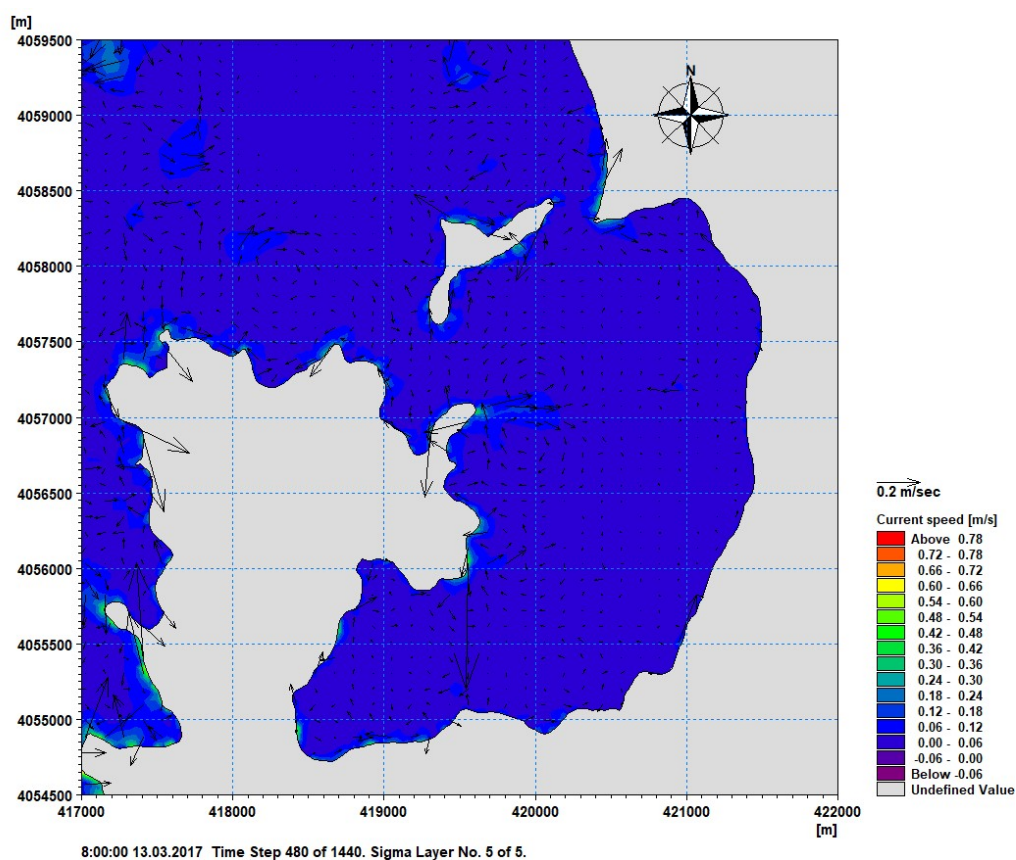 [m]
4059500
4059000
4058500
4058000
4057500
4057000
4056500
4056000
4055500
4055000
4054500
417000 418000 419000 420000 421000 422000
[m]
N
0.2 m/sec
Current speed [m/s]
Above 0.78
0.72 - 0.78
0.66 - 0.72
0.60 - 0.66
0.54 - 0.60
0.48 - 0.54
0.42 - 0.48
0.36 - 0.42
0.30 - 0.36
0.24 - 0.30
0.18 - 0.24
0.12 - 0.18
0.06 - 0.12
0.00 - 0.06
-0.06 - 0.00
Below -0.06
Undefined Value
8:00:00 13.03.2017 Time Step 480 of 1440. Sigma Layer No. 5 of 5.